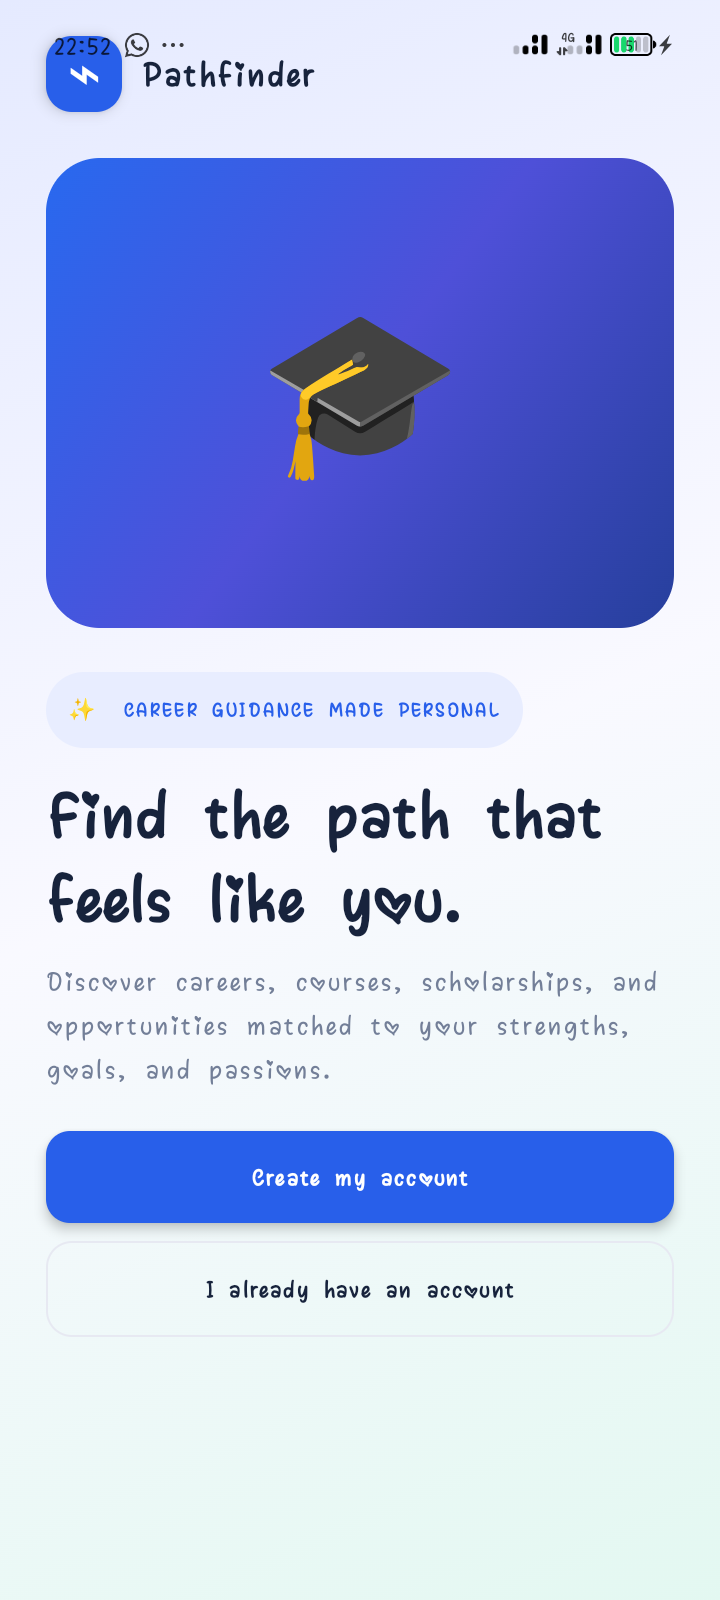 22:52
4G
51
Pathfinder
✨ CAREER GUIDANCE MADE PERSONAL
Find the path that
feels like you.
Discover careers, courses, scholarships, and
opportunities matched to your strengths,
goals, and passions.
Create my account
I already have an account